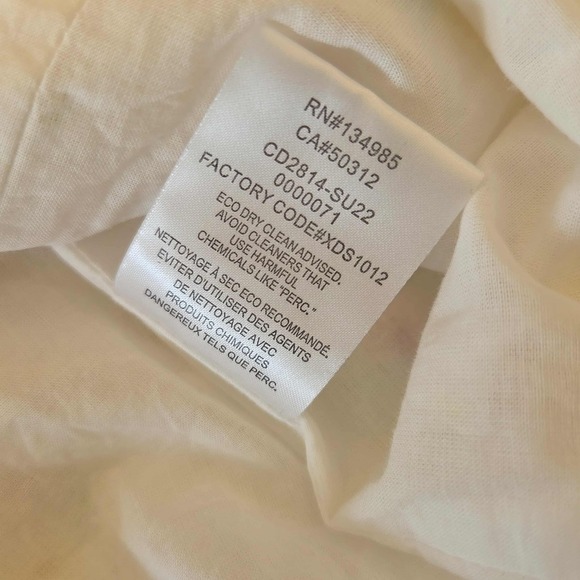 RN#134985
CA#50312
CD2814-SU22
0000071
FACTORY CODE#XDS1012
ECO DRY CLEAN ADVISED.
AVOID CLEANERS THAT
USE HARMFUL
CHEMICALS LIKE "PERC."
NETTOYAGE À SEC ECO RECOMMANDÉ.
EVITER D'UTILISER DES AGENTS
DE NETTOYAGE AVEC
PRODUITS CHIMIQUES
DANGEREUX TELS QUE PERC.